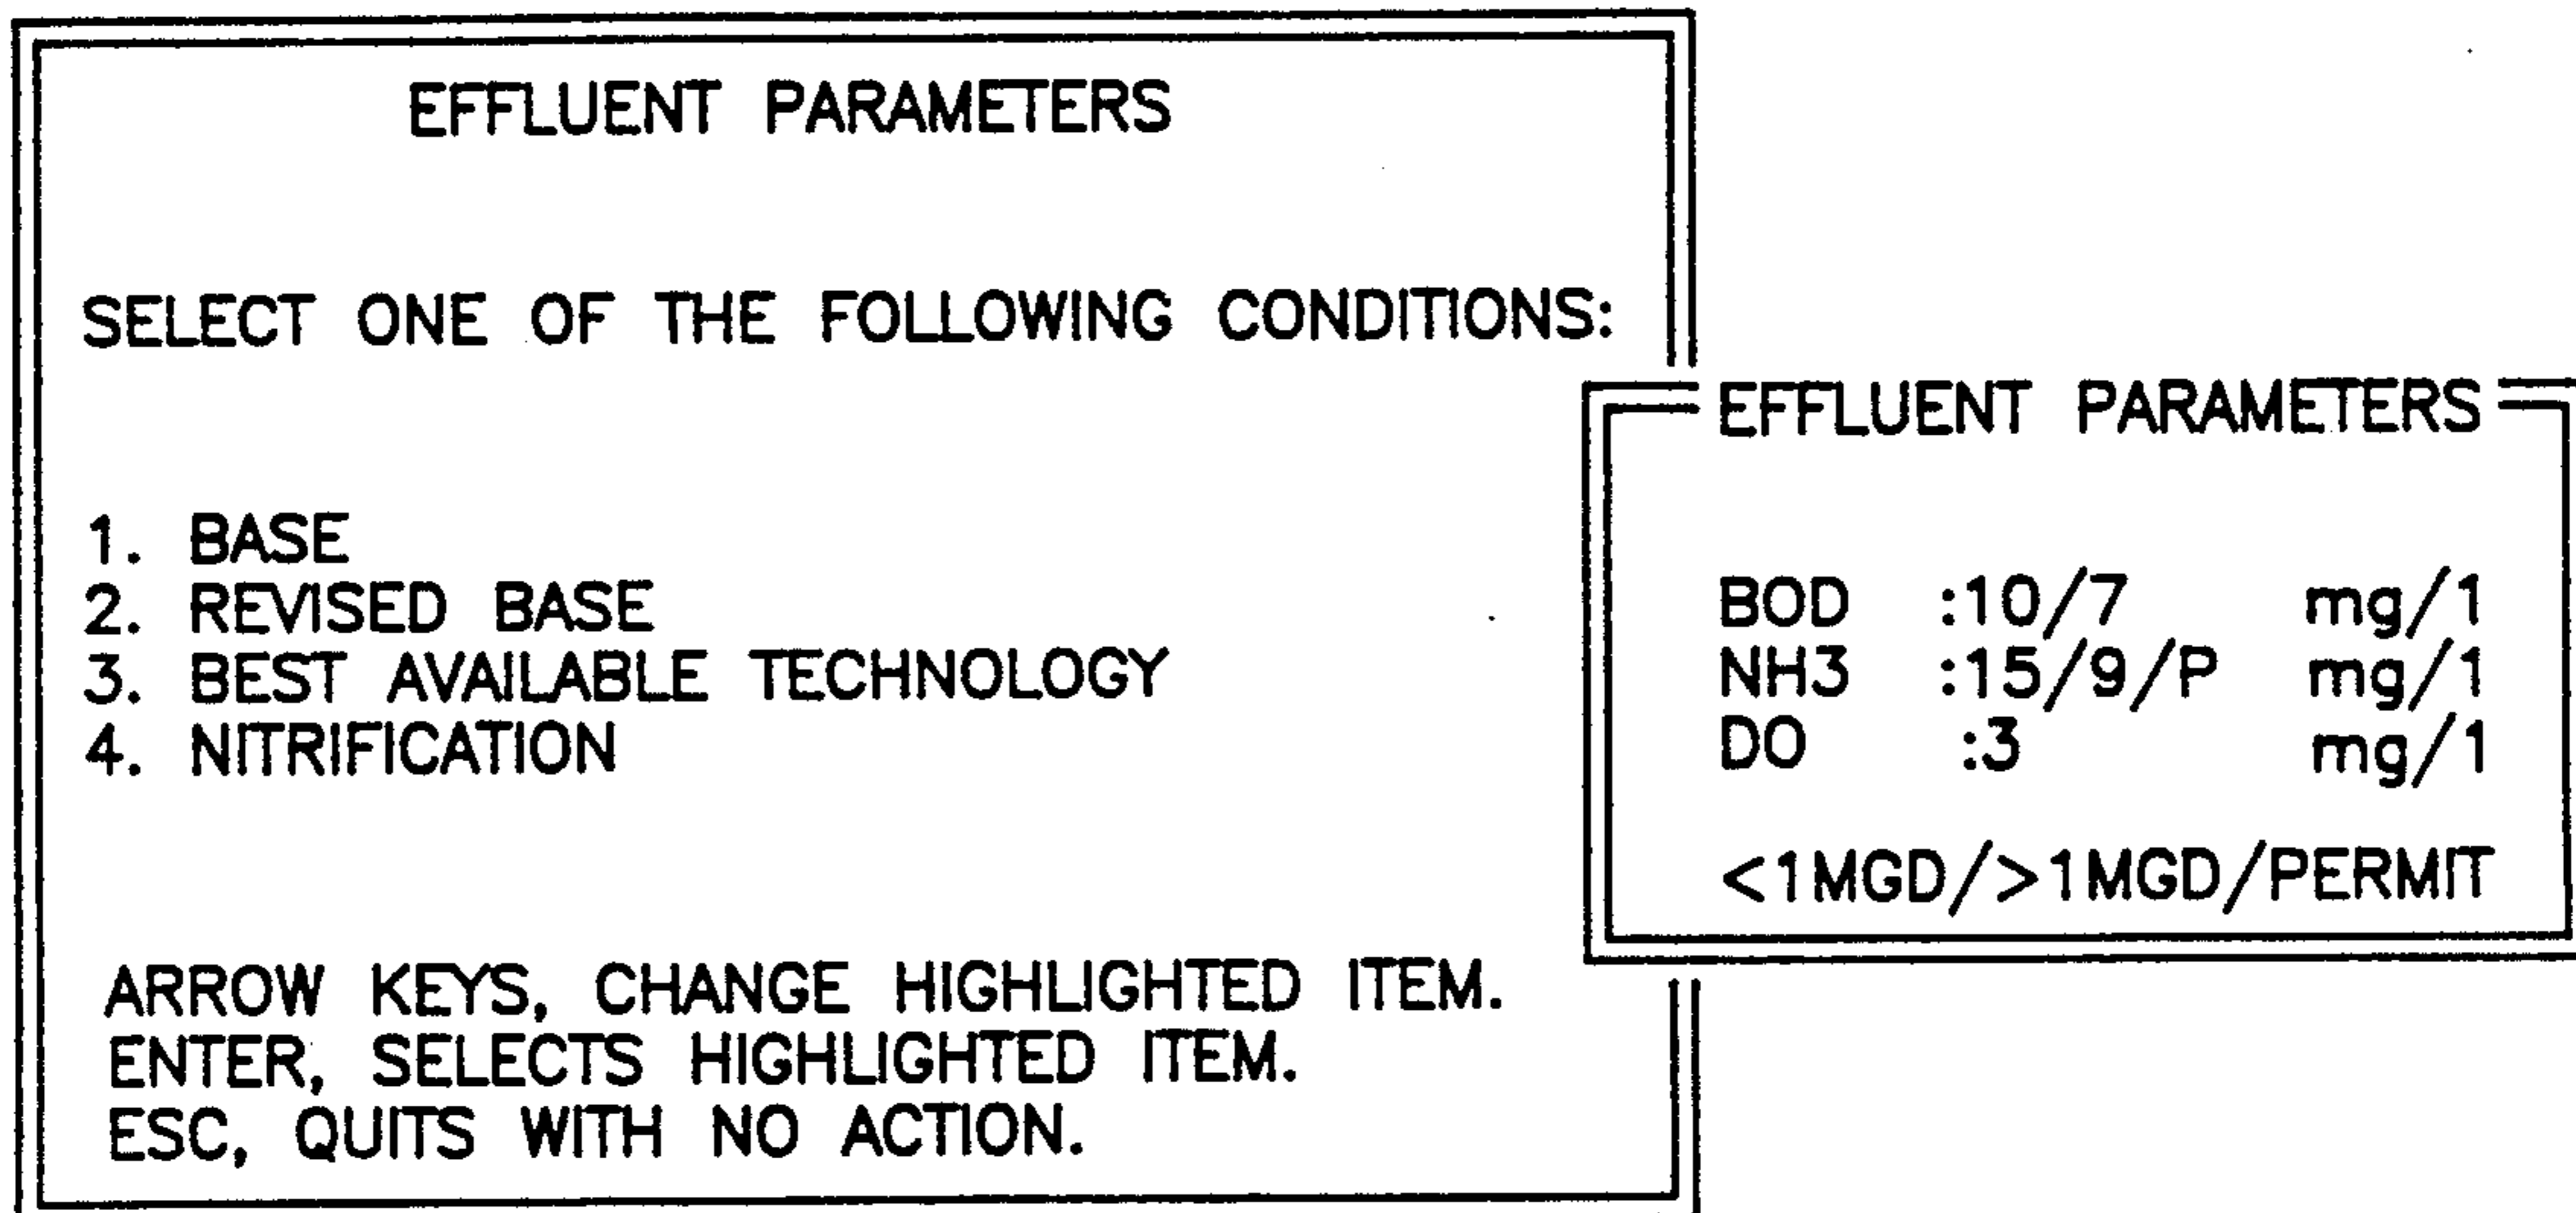 EFFLUENT PARAMETERS
SELECT ONE OF THE FOLLOWING CONDITIONS:
1. BASE
2. REVISED BASE
3. BEST AVAILABLE TECHNOLOGY
4. NITRIFICATION
ARROW KEYS, CHANGE HIGHLIGHTED ITEM.
ENTER, SELECTS HIGHLIGHTED ITEM.
ESC, QUITS WITH NO ACTION.
EFFLUENT PARAMETERS
BOD :10/7 mg/1
NH3 :15/9/P mg/1
DO :3 mg/1
<1MGD/>1MGD/PERMIT